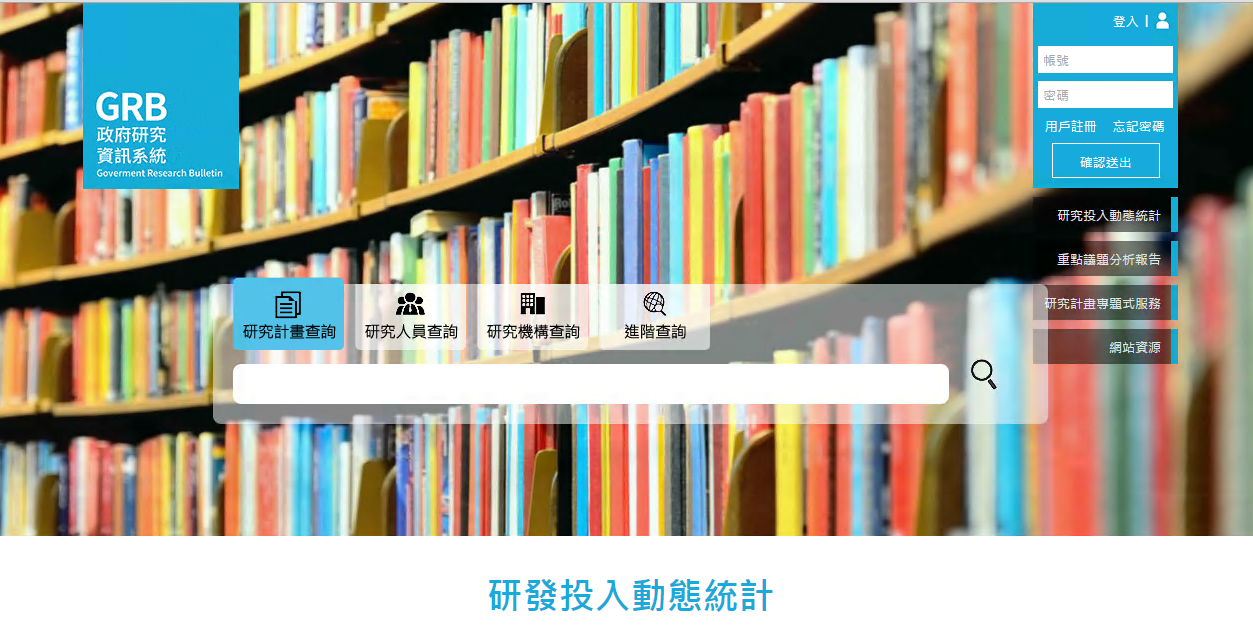 GRB
政府研究
資訊系統
Goverment Research Bulletin
登入
帳號
密碼
用戶註冊 忘記密碼
確認送出
研究投入動態統計
重點議題分析報告
研究計畫專題式服務
網站資源
研究計畫查詢 研究人員查詢 研究機構查詢 進階查詢
研發投入動態統計